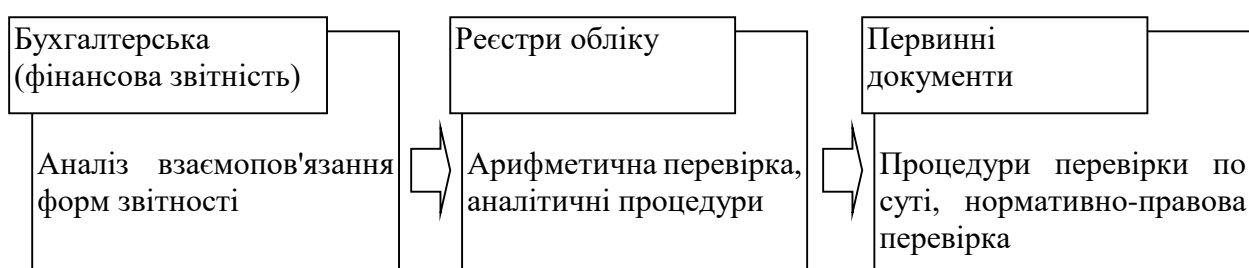 Бухгалтерська
(фінансова звітність)
Аналіз взаємопов'язання
форм звітності
Реєстри обліку
Арифметична перевірка,
аналітичні процедури
Первинні
документи
Процедури перевірки по
суті, нормативно-правова
перевірка